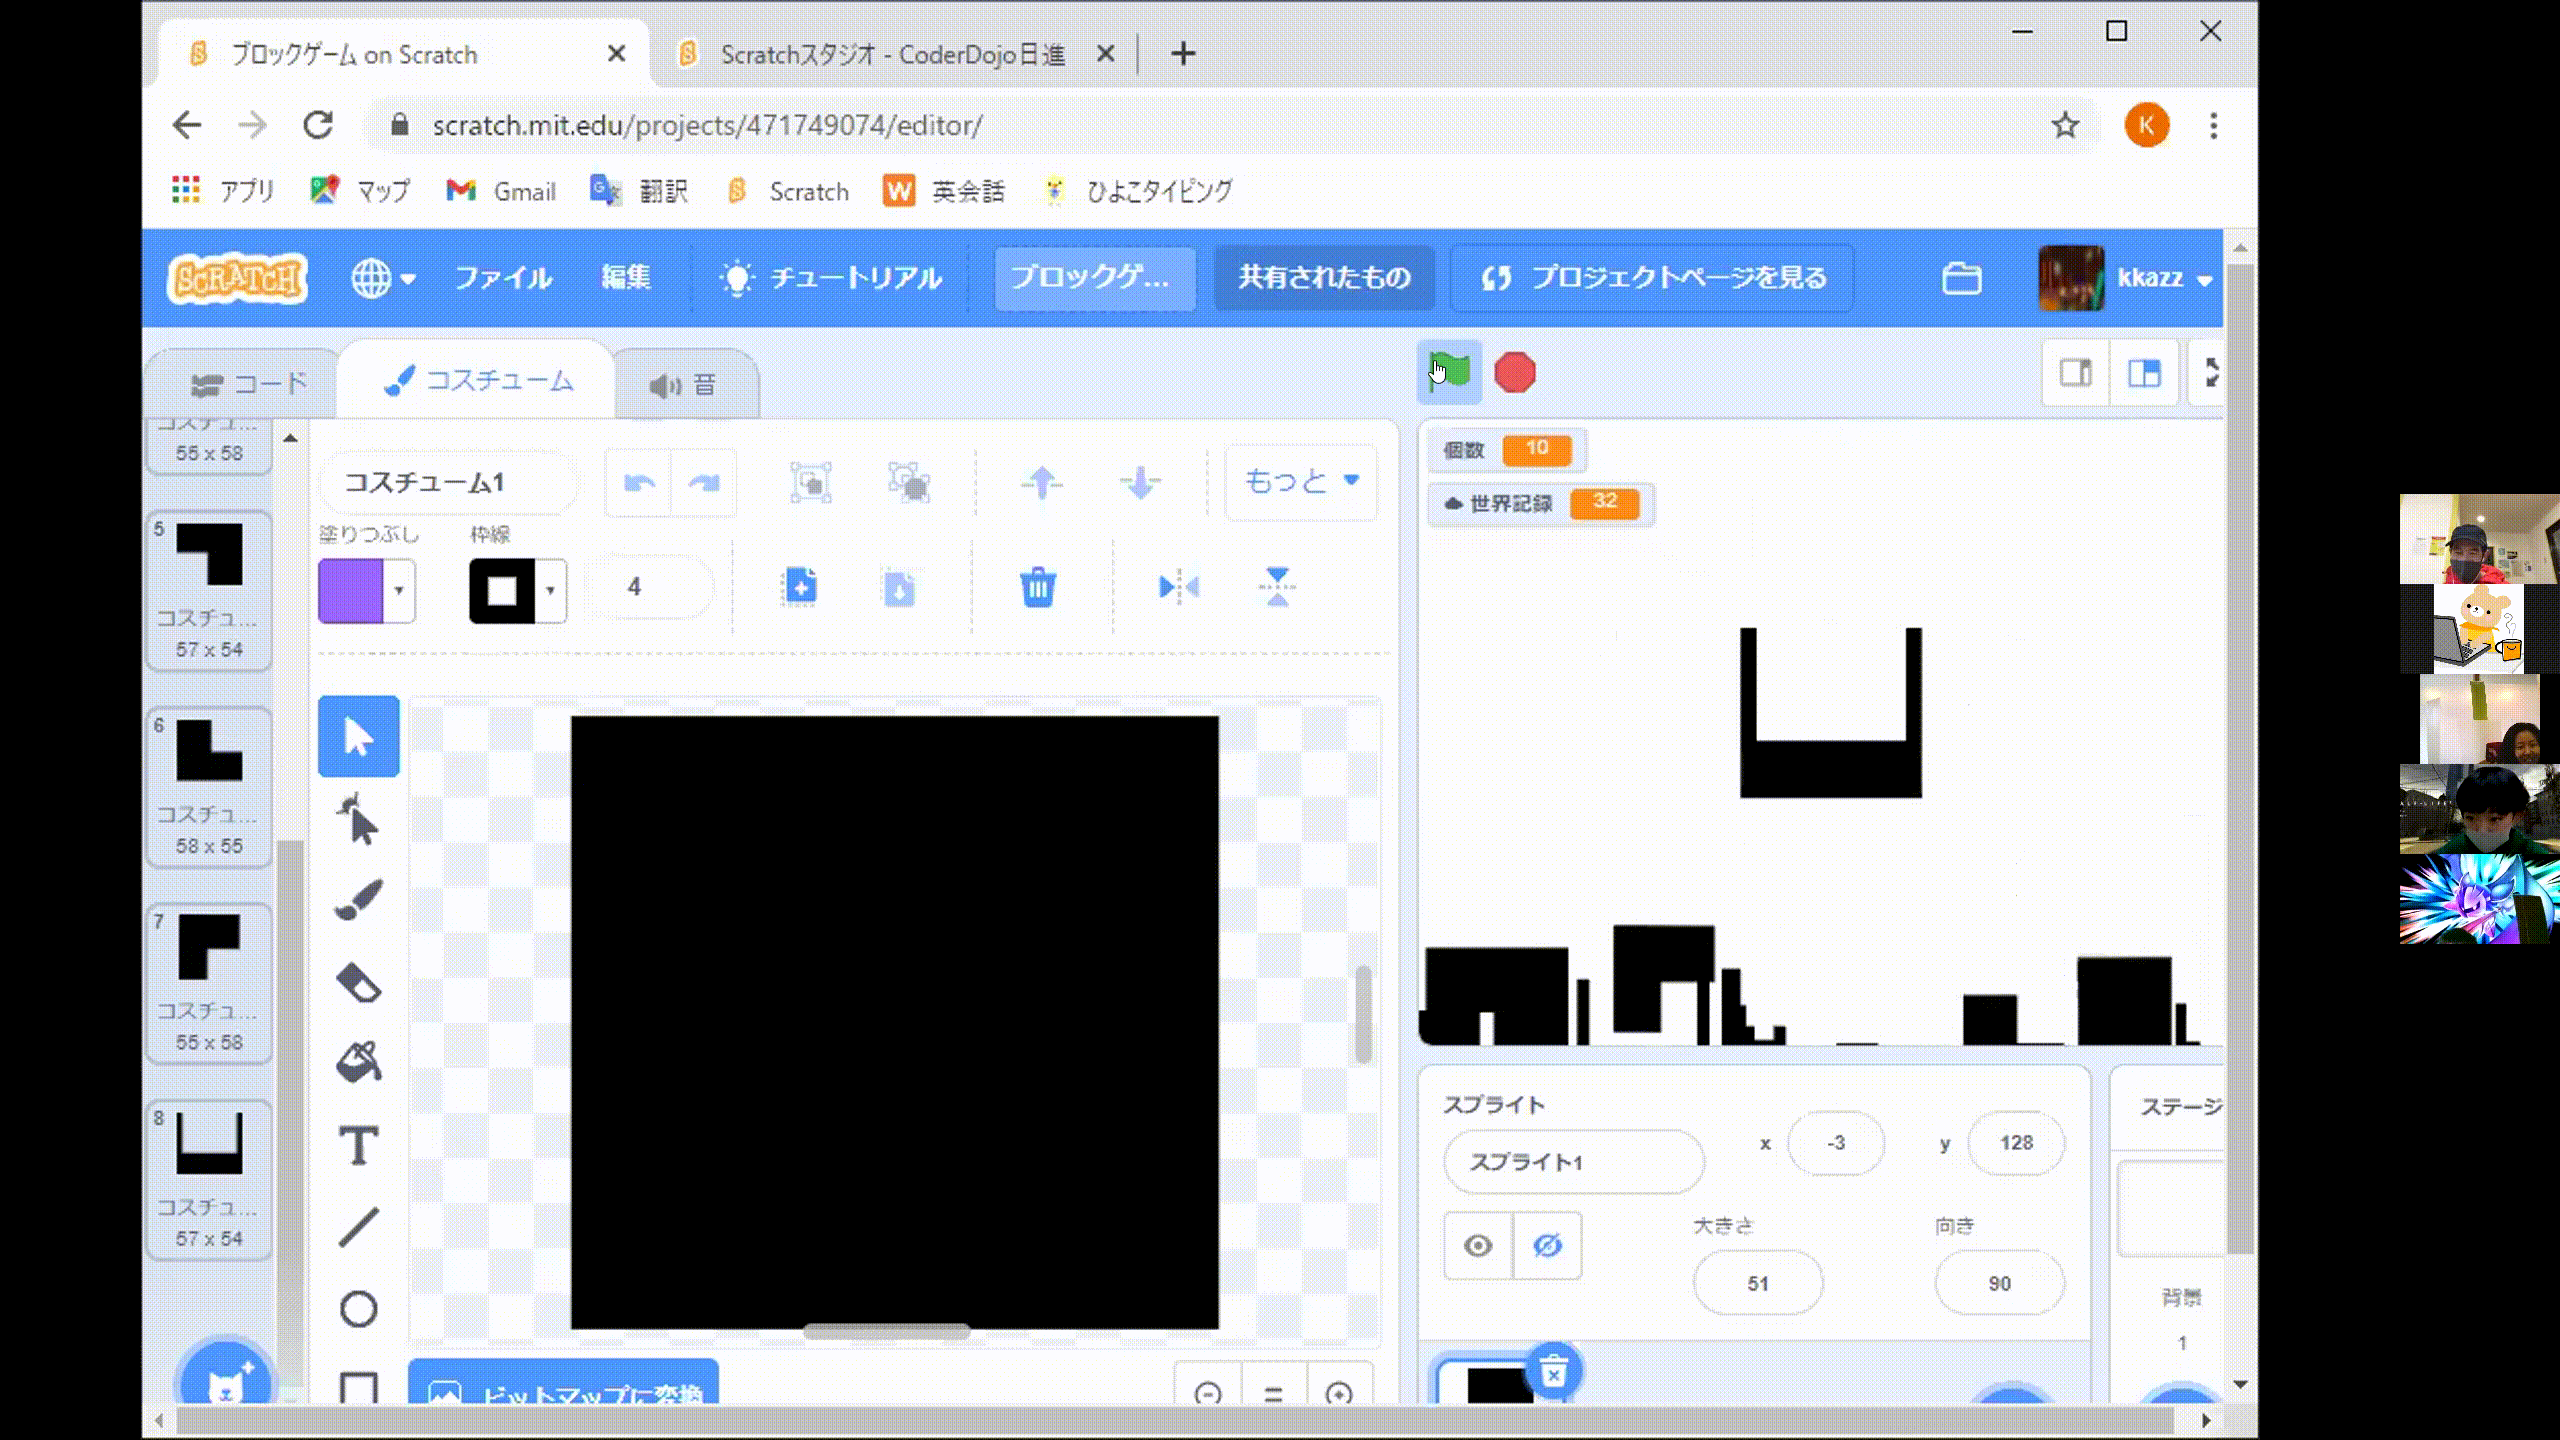 ブロックゲーム on Scratch
Scratchスタジオ - CoderDojo日進
scratch.mit.edu/projects/471749074/editor/
K
アプリ マップ Gmail 翻訳 Scratch W 英会話 ひよこタイピング
SCRATCH ファイル 編集 チュートリアル ブロックゲ... 共有されたもの プロジェクトページを見る kkazz
コード コスチューム 音
コスチュ...
55 x 58
5
コスチュ...
57 x 54
6
コスチュ...
58 x 55
7
コスチュ...
55 x 58
8
コスチュ...
57 x 54
コスチューム1
もっと
塗りつぶし 枠線
4
T
ビットマップに変換
個数 10
世界記録 32
スプライト
スプライト1
x -3 y 128
大きさ 向き
51 90
ステージ
背景
1